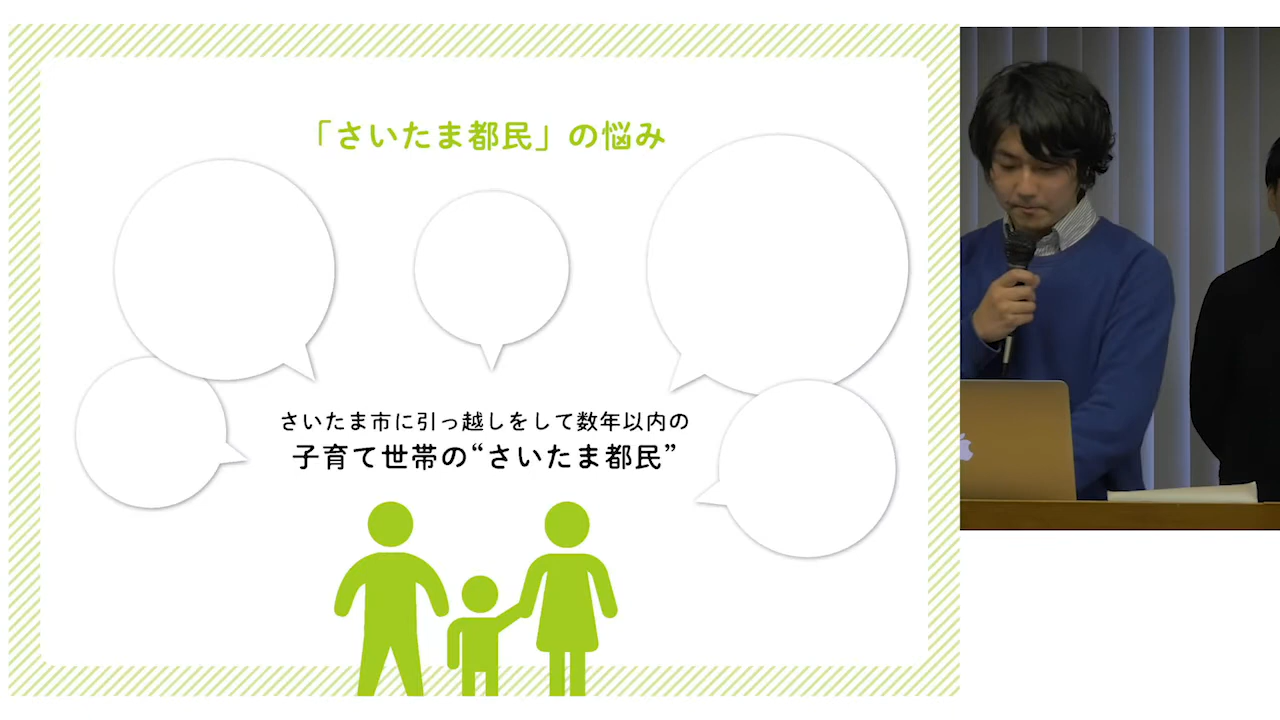 「さいたま都民」の悩み
さいたま市に引っ越しをして数年以内の
子育て世帯の“さいたま都民”